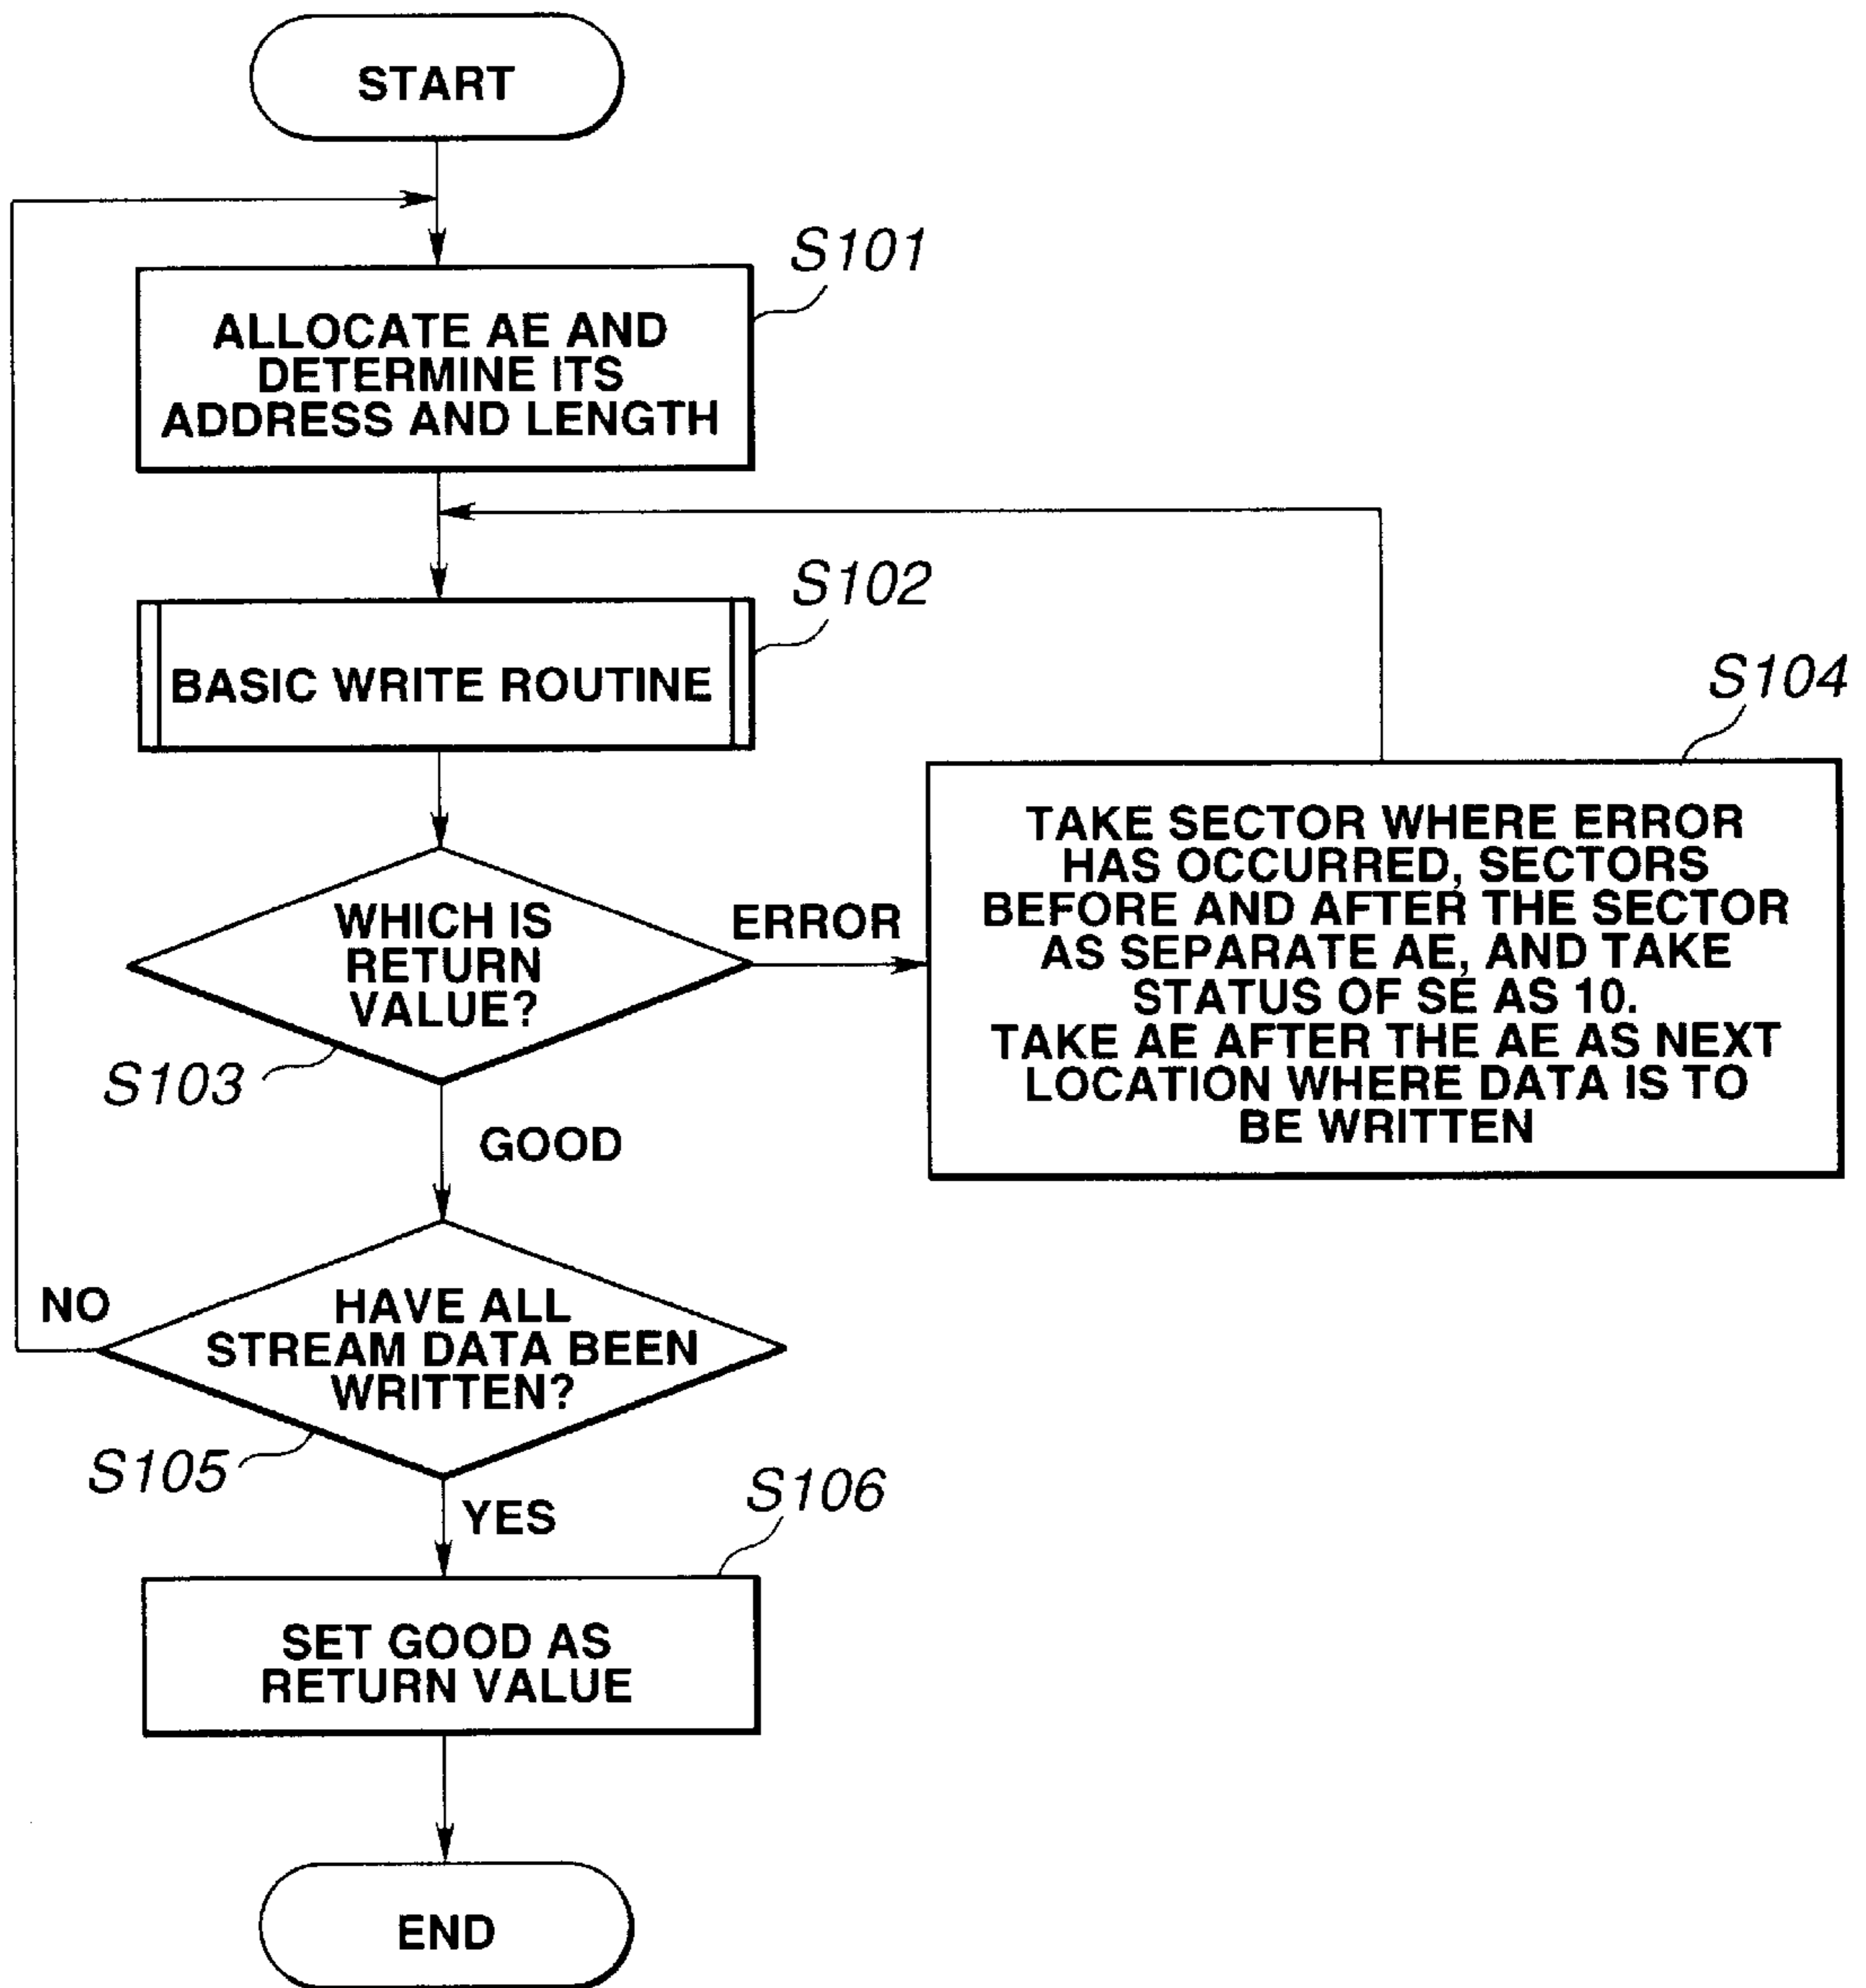 START
S101
ALLOCATE AE AND
DETERMINE ITS
ADDRESS AND LENGTH
S102
BASIC WRITE ROUTINE
S104
TAKE SECTOR WHERE ERROR
HAS OCCURRED, SECTORS
BEFORE AND AFTER THE SECTOR
AS SEPARATE AE, AND TAKE
STATUS OF SE AS 10.
TAKE AE AFTER THE AE AS NEXT
LOCATION WHERE DATA IS TO
BE WRITTEN
WHICH IS
RETURN
VALUE?
ERROR
S103
GOOD
NO
HAVE ALL
STREAM DATA BEEN
WRITTEN?
S105
YES
S106
SET GOOD AS
RETURN VALUE
END